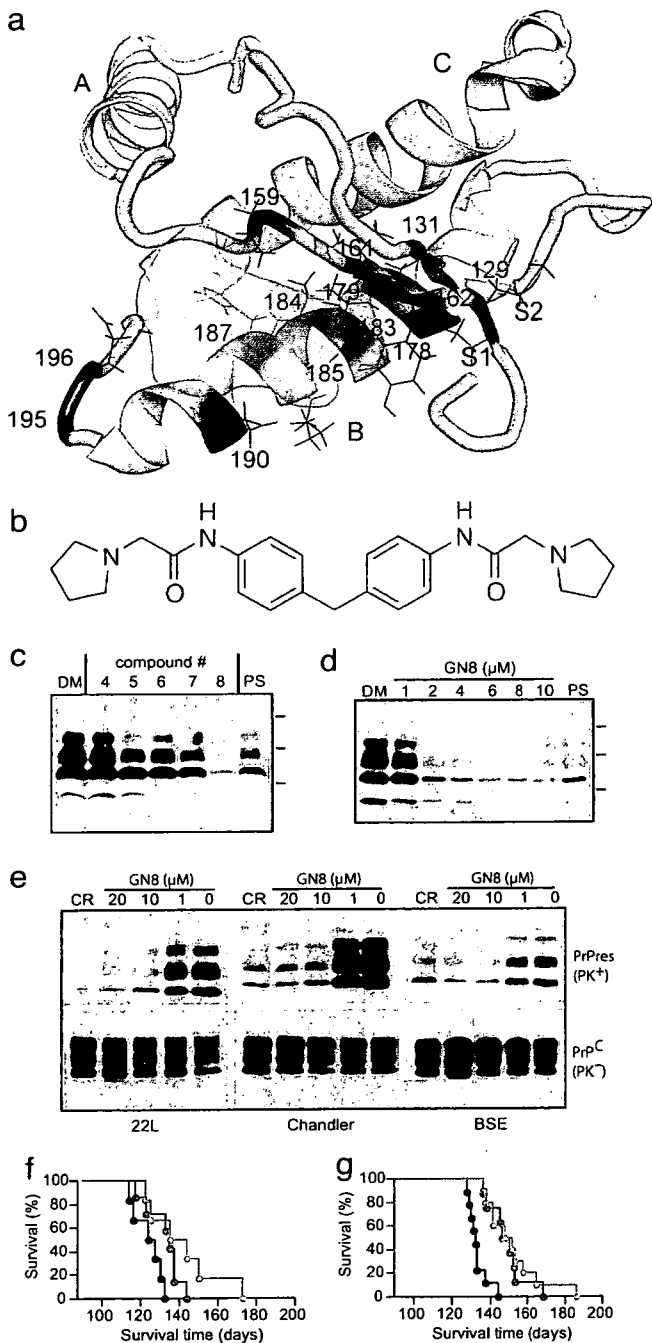 a
A
C
159
131
161
129
162
S2
184
179
183
187
178
S1
196
185
195
190
B
b
H
H
N
N
N
N
O
O
c
compound #
DM 4 5 6 7 8 PS
d
GN8 (μM)
DM 1 2 4 6 8 10 PS
e
GN8 (μM) GN8 (μM) GN8 (μM)
CR 20 10 1 0 CR 20 10 1 0 CR 20 10 1 0
PrPres
(PK+)
PrPC
(PK−)
22L Chandler BSE
f
Survival (%)
100
80
60
40
20
0
100 120 140 160 180 200
Survival time (days)
g
Survival (%)
100
80
60
40
20
0
100 120 140 160 180 200
Survival time (days)